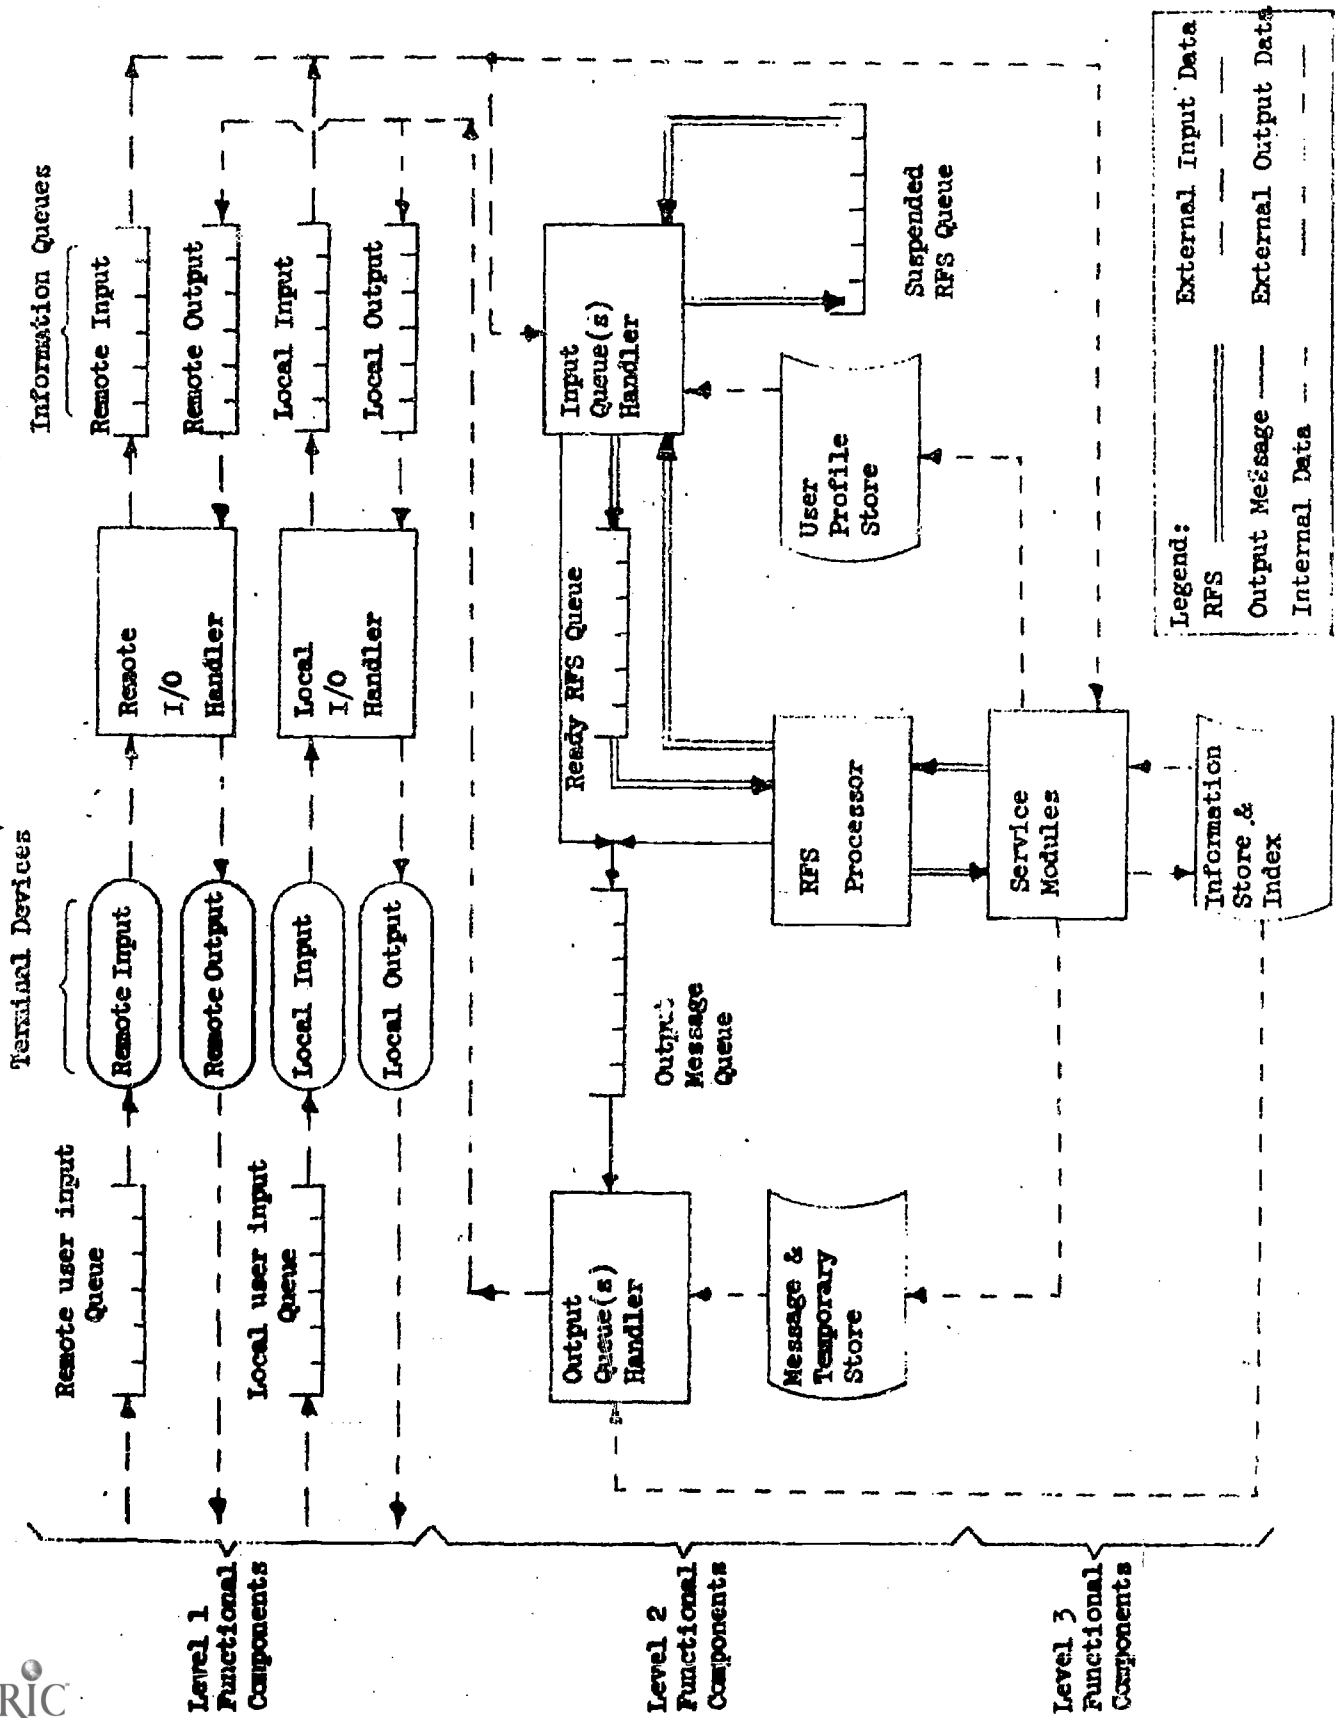 Terminal Devices
Information Queues
Remote user input
Queue
Remote Input
Remote
I/O
Handler
Remote Input
Remote Output
Remote Output
Local user input
Queue
Local Input
Local
I/O
Handler
Local Input
Local Output
Local Output
Level 1
Functional
Components
Output
Queue(s)
Handler
Output
Message
Queue
Ready RFS Queue
Input
Queue(s)
Handler
Suspended
RFS Queue
Message &
Temporary
Store
RFS
Processor
User
Profile
Store
Level 2
Functional
Components
Service
Modules
Information
Store &
Index
Level 3
Functional
Components
Legend:
RFS
External Input Data
Output Message
External Output Data
Internal Data
RIC